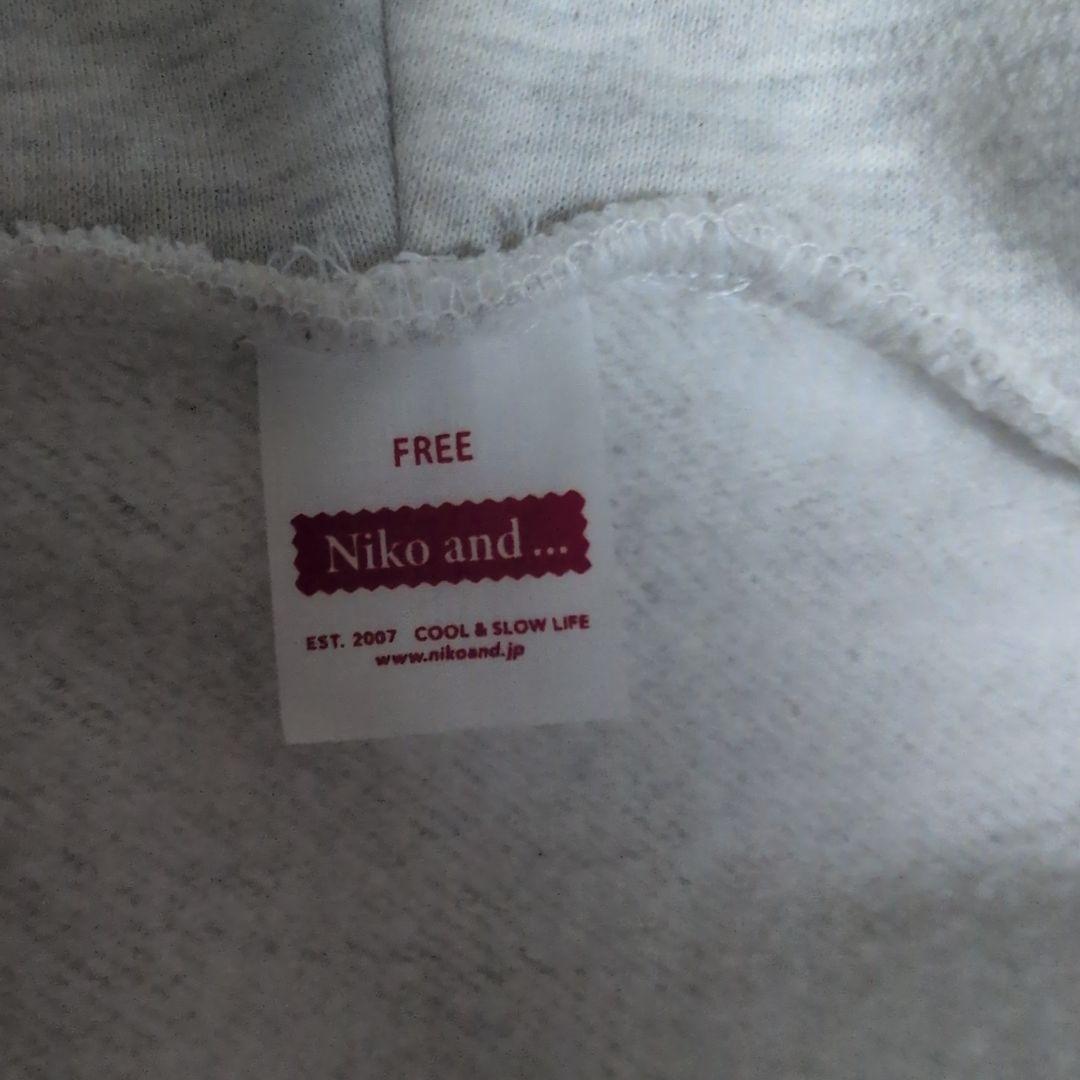 FREE
Niko and ...
EST. 2007 COOL & SLOW LIFE
www.nikoand.jp